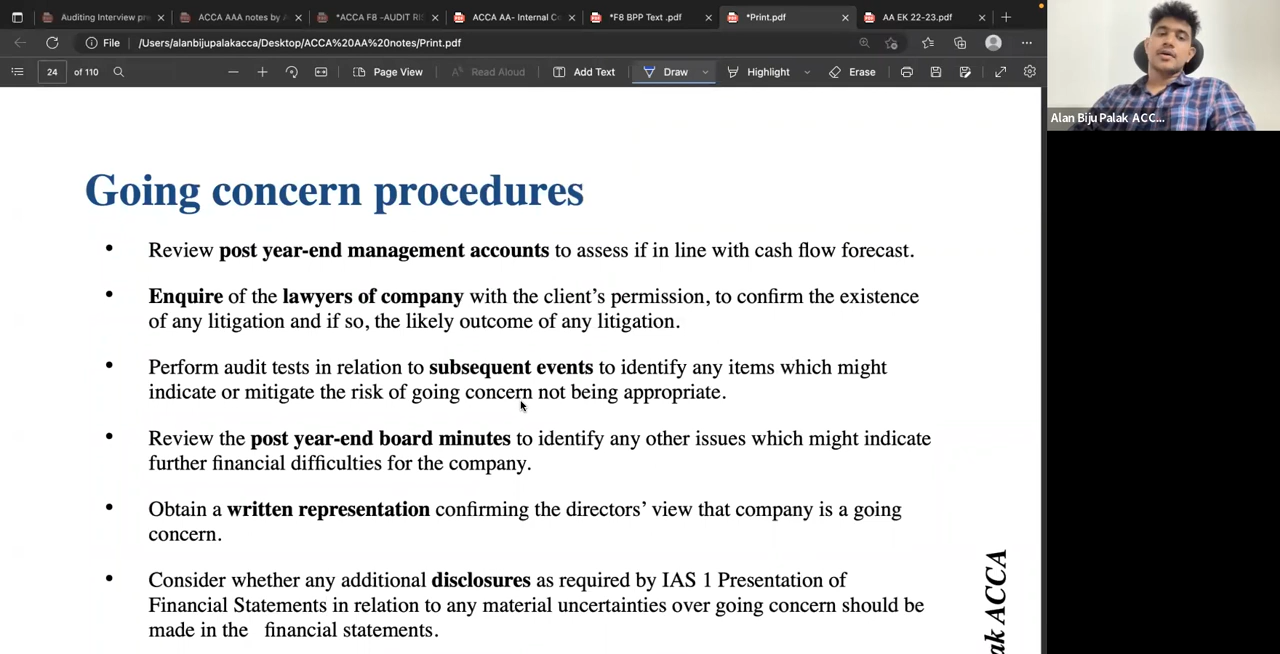 Auditing Interview pr
ACCA AAA notes by A
*ACCA F8 -AUDIT RI
ACCA AA- Internal C
*F8 BPP Text .pdf
*Print.pdf
AA EK 22-23.pdf
File
/Users/alanbijupalakacca/Desktop/ACCA%20AA%20notes/Print.pdf
24 of 110
Page View
Read Aloud
Add Text
Draw
Highlight
Erase
Alan Biju Palak ACC...
Going concern procedures
• Review post year-end management accounts to assess if in line with cash flow forecast.
• Enquire of the lawyers of company with the client's permission, to confirm the existence
of any litigation and if so, the likely outcome of any litigation.
• Perform audit tests in relation to subsequent events to identify any items which might
indicate or mitigate the risk of going concern not being appropriate.
• Review the post year-end board minutes to identify any other issues which might indicate
further financial difficulties for the company.
• Obtain a written representation confirming the directors' view that company is a going
concern.
• Consider whether any additional disclosures as required by IAS 1 Presentation of
Financial Statements in relation to any material uncertainties over going concern should be
made in the financial statements.
ak ACCA